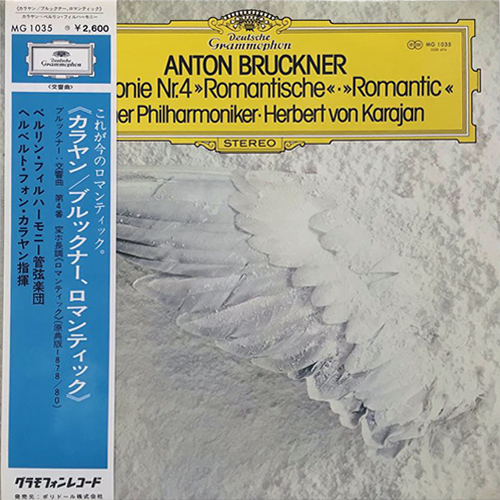 (カラヤン/ブルックナー、ロマンティック)
カラヤン―ベルリン・フィルハーモニー
MG 1035 ¥2,600
Deutsche
Grammophon
〈交響曲〉
これが今のロマンティック。
《カラヤン/ブルックナー、ロマンティック》
ブルックナー:交響曲 第4番 変ホ長調《ロマンティック》(原典版-1878/80)
ベルリン・フィルハーモニー管弦楽団
ヘルベルト・フォン・カラヤン指揮
グラモフォンレコード
発売元:ポリドール株式会社
Deutsche
Grammophon
MG 1035
ANTON BRUCKNER
onie Nr.4»Romantische«·»Romantic«
er Philharmoniker·Herbert von Karajan
STEREO